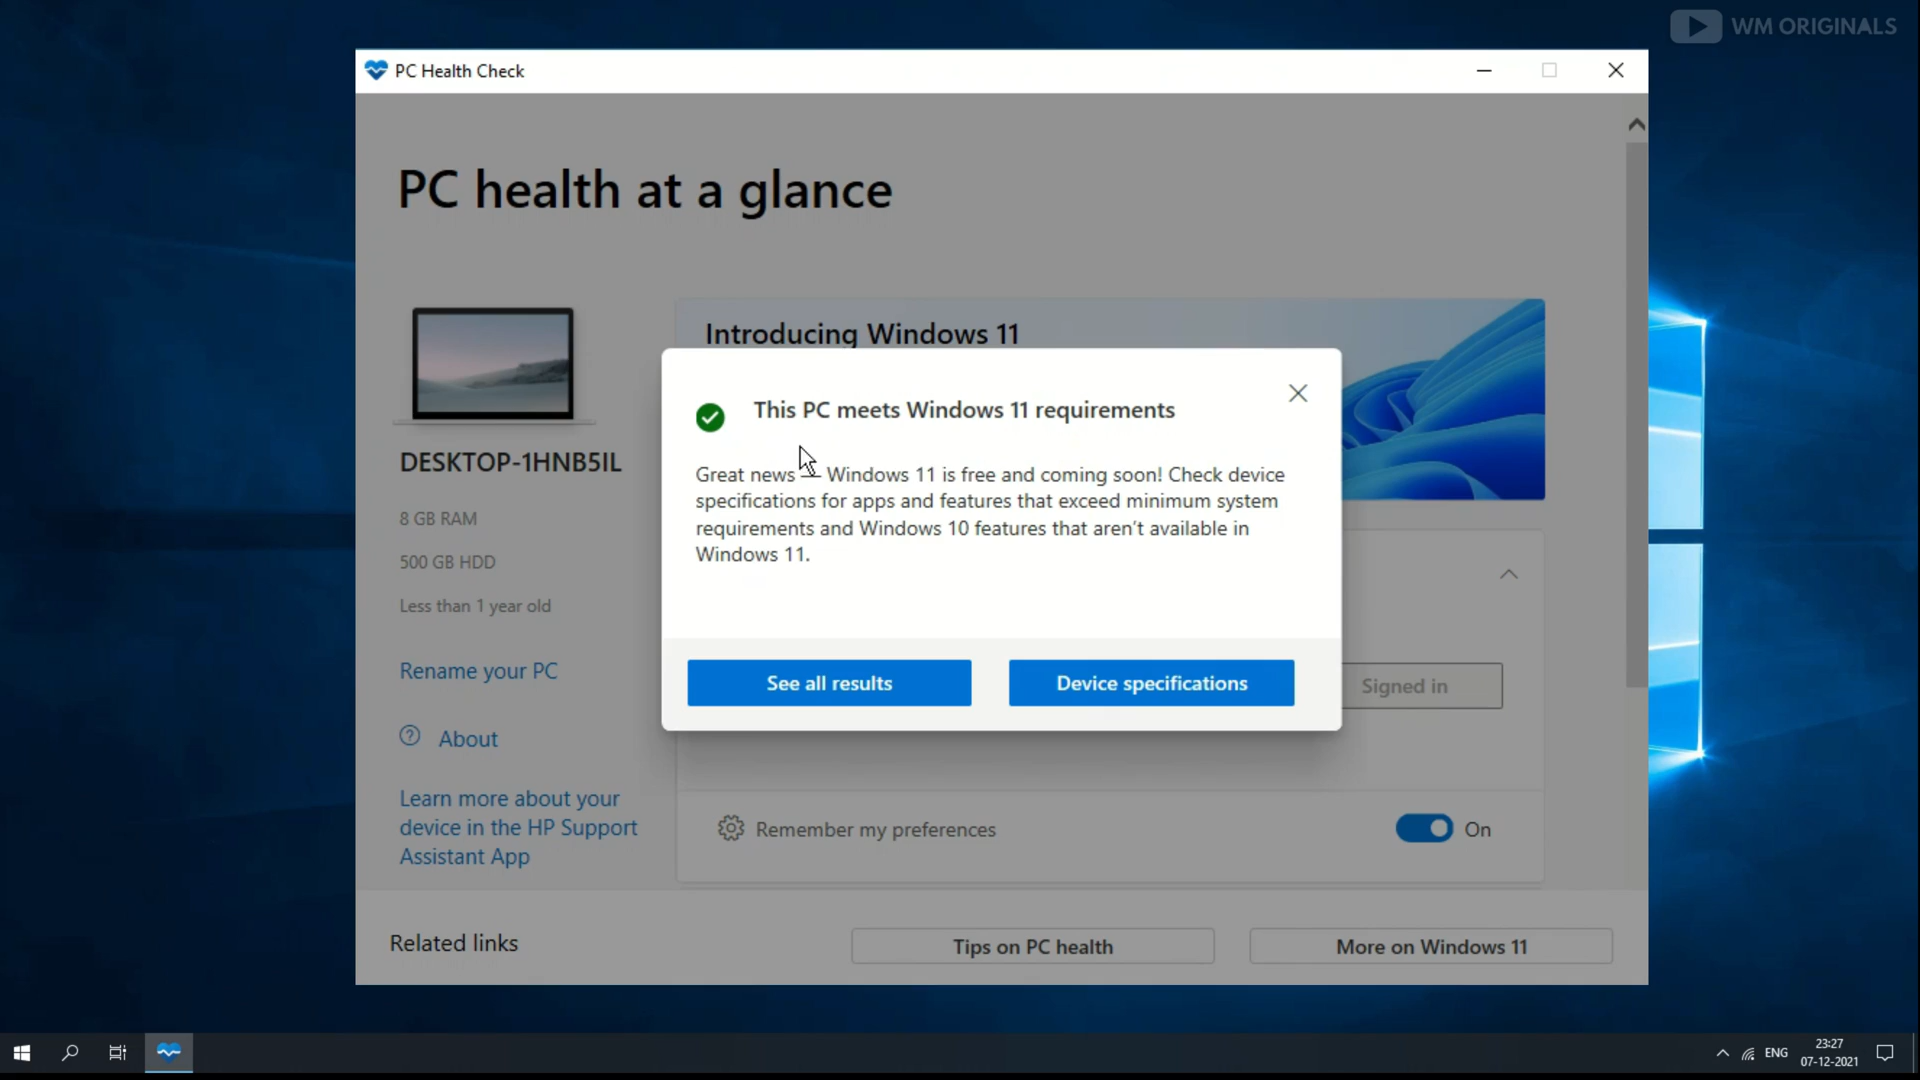 WM ORIGINALS
PC Health Check
PC health at a glance
Introducing Windows 11
DESKTOP-1HNB5IL
8 GB RAM
500 GB HDD
Less than 1 year old
Rename your PC
About
Learn more about your
device in the HP Support
Assistant App
This PC meets Windows 11 requirements
Great news — Windows 11 is free and coming soon! Check device
specifications for apps and features that exceed minimum system
requirements and Windows 10 features that aren't available in
Windows 11.
See all results
Device specifications
Signed in
Remember my preferences
On
Related links
Tips on PC health
More on Windows 11
ENG
23:27
07-12-2021